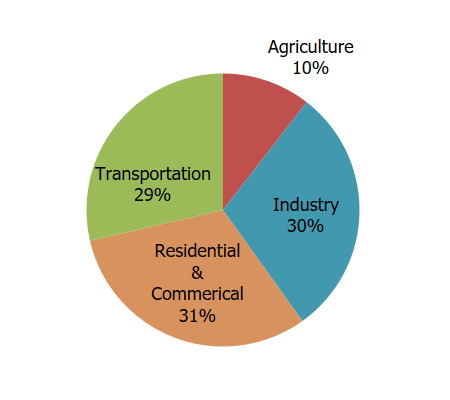 Agriculture
10%
Transportation
29%
Industry
30%
Residential
&
Commerical
31%